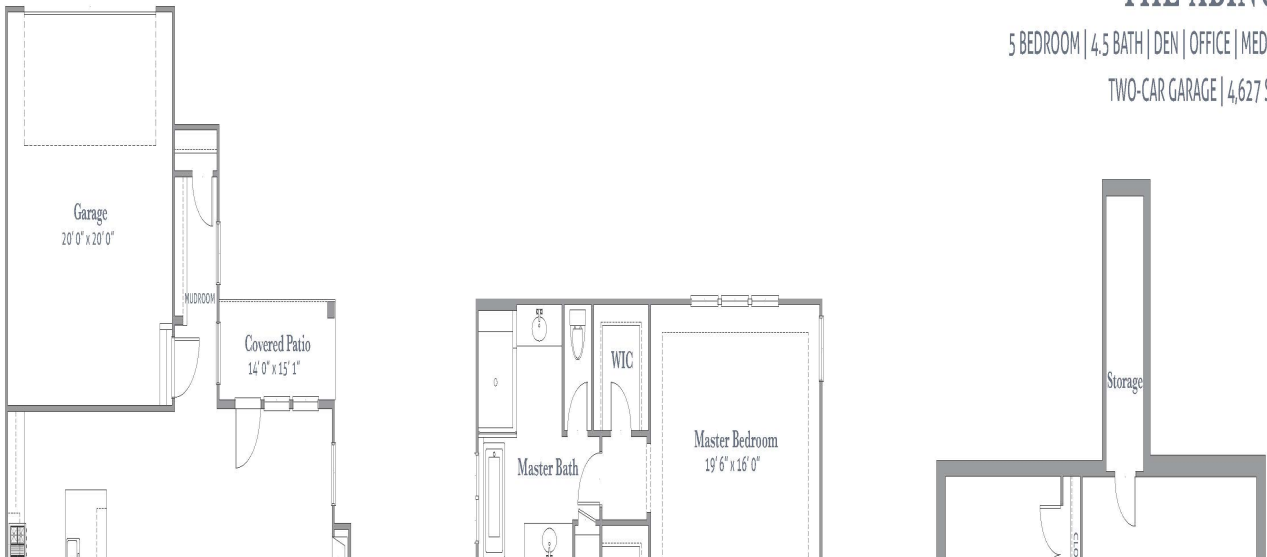 5 BEDROOM | 4.5 BATH | DEN | OFFICE | MED
TWO-CAR GARAGE | 4,627 S
Garage
20' 0" x 20' 0"
MUDROOM
Covered Patio
14' 0" x 15' 1"
WIC
Master Bath
Master Bedroom
19' 6" x 16' 0"
Storage
CLO